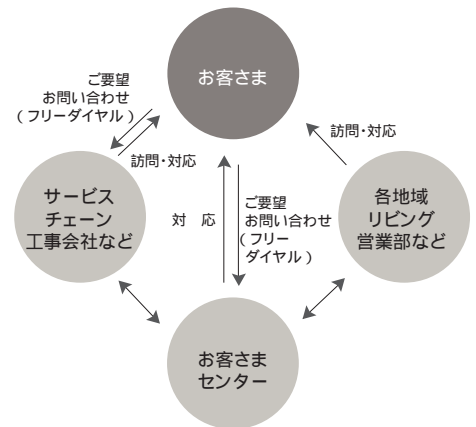 お客さま
ご要望
お問い合わせ
(フリーダイヤル)
訪問・対応
訪問・対応
サービス
チェーン
工事会社など
対　応
ご要望
お問い合わせ
(フリー
ダイヤル)
各地域
リビング
営業部など
お客さま
センター